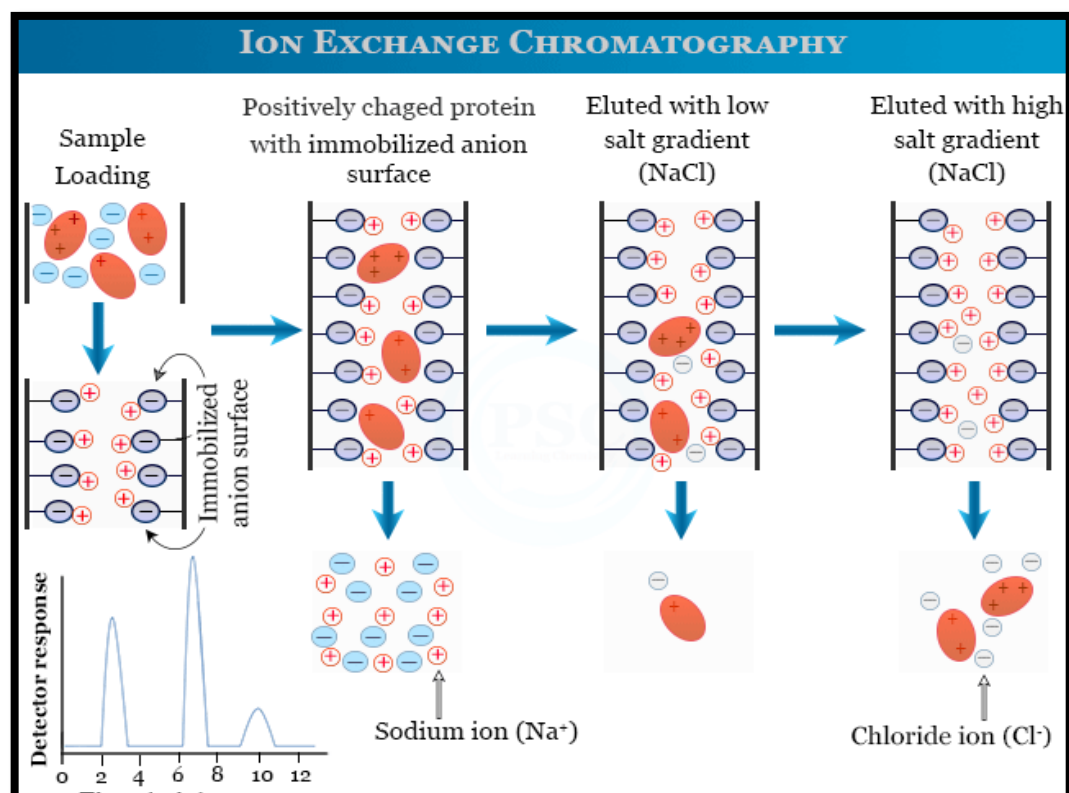 ION EXCHANGE CHROMATOGRAPHY
Sample
Loading
Positively chaged protein
with immobilized anion
surface
Eluted with low
salt gradient
(NaCl)
Eluted with high
salt gradient
(NaCl)
Immobilized
anion surface
PSC
Detector response
0 2 4 6 8 10 12
Sodium ion (Na⁺)
Chloride ion (Cl⁻)